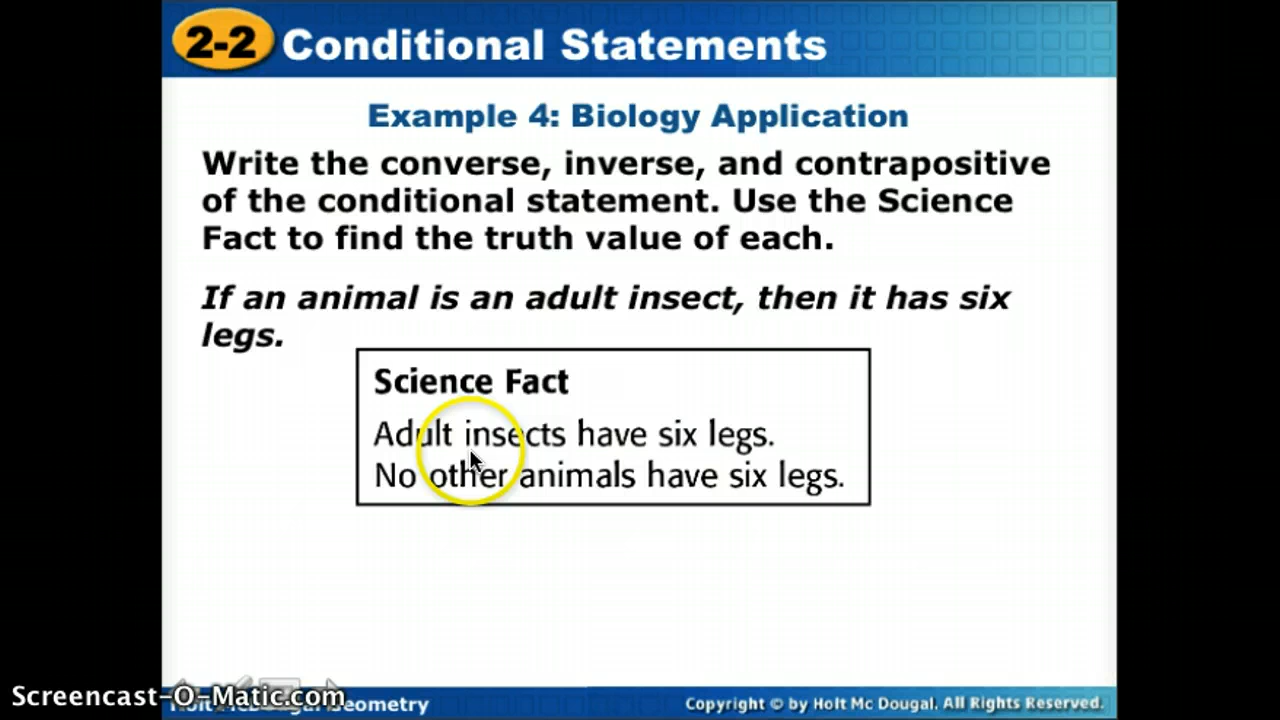 2-2 Conditional Statements
Example 4: Biology Application
Write the converse, inverse, and contrapositive
of the conditional statement. Use the Science
Fact to find the truth value of each.
If an animal is an adult insect, then it has six
legs.
Science Fact
Adult insects have six legs.
No other animals have six legs.
Screencast-O-Matic.com
Holt McDougal Geometry
Copyright © by Holt Mc Dougal. All Rights Reserved.